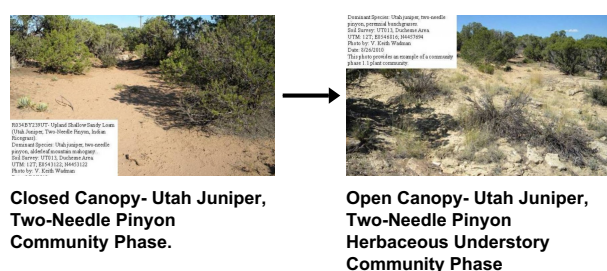 R034BY239UT- Upland Shallow Sandy Loam
(Utah Juniper, Two-Needle Pinyon, Indian
Ricegrass).
Dominant Species: Utah juniper, two-needle
pinyon, alderleaf mountain mahogany.
Soil Survey: UT013, Duchesne Area.
UTM: 12T; E0543122; N4453122
Photo by: V. Keith Wadman
Closed Canopy- Utah Juniper,
Two-Needle Pinyon
Community Phase.
Dominant Species: Utah juniper, two-needle
pinyon, perennial bunchgrasses.
Soil Survey: UT013, Duchesne Area.
UTM: 12T; E0546816; N4457694
Photo by: V. Keith Wadman
Date: 8/26/2010
This photo provides an example of a community
phase 1.1 plant community.
Open Canopy- Utah Juniper,
Two-Needle Pinyon
Herbaceous Understory
Community Phase